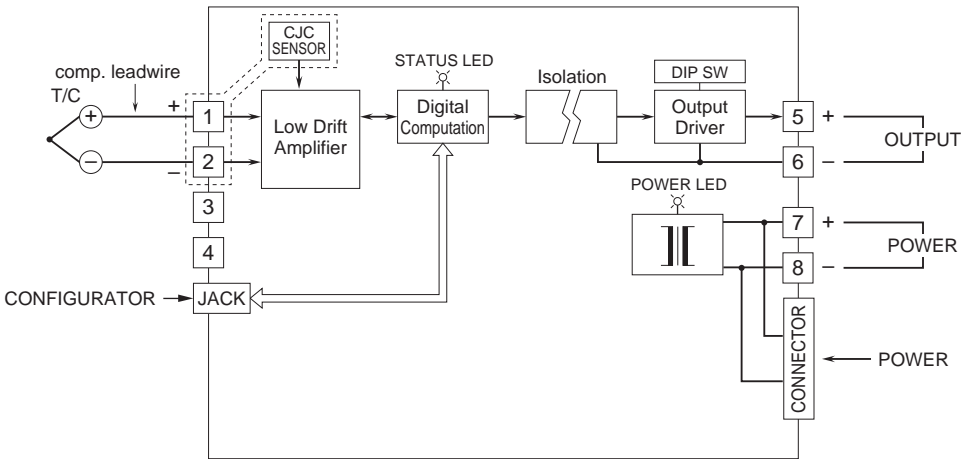 CJC
SENSOR
STATUS LED
DIP SW
comp. leadwire
T/C
Isolation
+
+
1
Low Drift
Amplifier
Digital
Computation
Output
Driver
5
+
OUTPUT
−
−
2
6
−
3
POWER LED
7
+
POWER
4
8
−
CONFIGURATOR
JACK
CONNECTOR
POWER